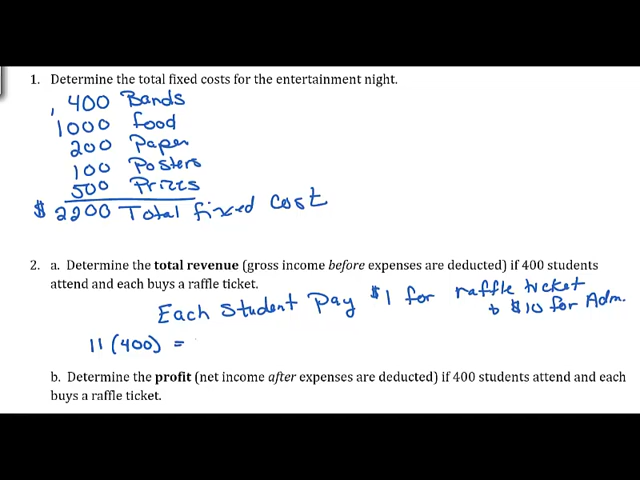 1. Determine the total fixed costs for the entertainment night.
400 Bands
1000 food
200 Paper
100 Posters
500 Prizes
$ 2200 Total fixed cost
2. a. Determine the total revenue (gross income before expenses are deducted) if 400 students
attend and each buys a raffle ticket.
Each Student Pay $1 for raffle ticket
& $10 for Adm.
11 (400) =
b. Determine the profit (net income after expenses are deducted) if 400 students attend and each
buys a raffle ticket.